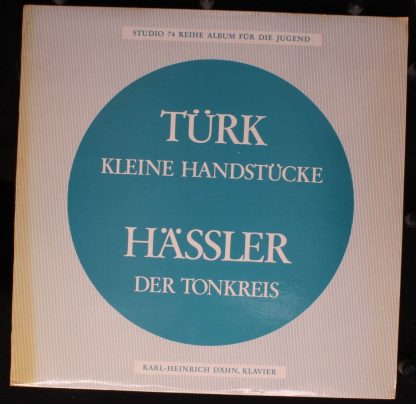 STUDIO 74 REIHE ALBUM FÜR DIE JUGEND
TÜRK
KLEINE HANDSTÜCKE
HÄSSLER
DER TONKREIS
KARL-HEINRICH DÄHN, KLAVIER